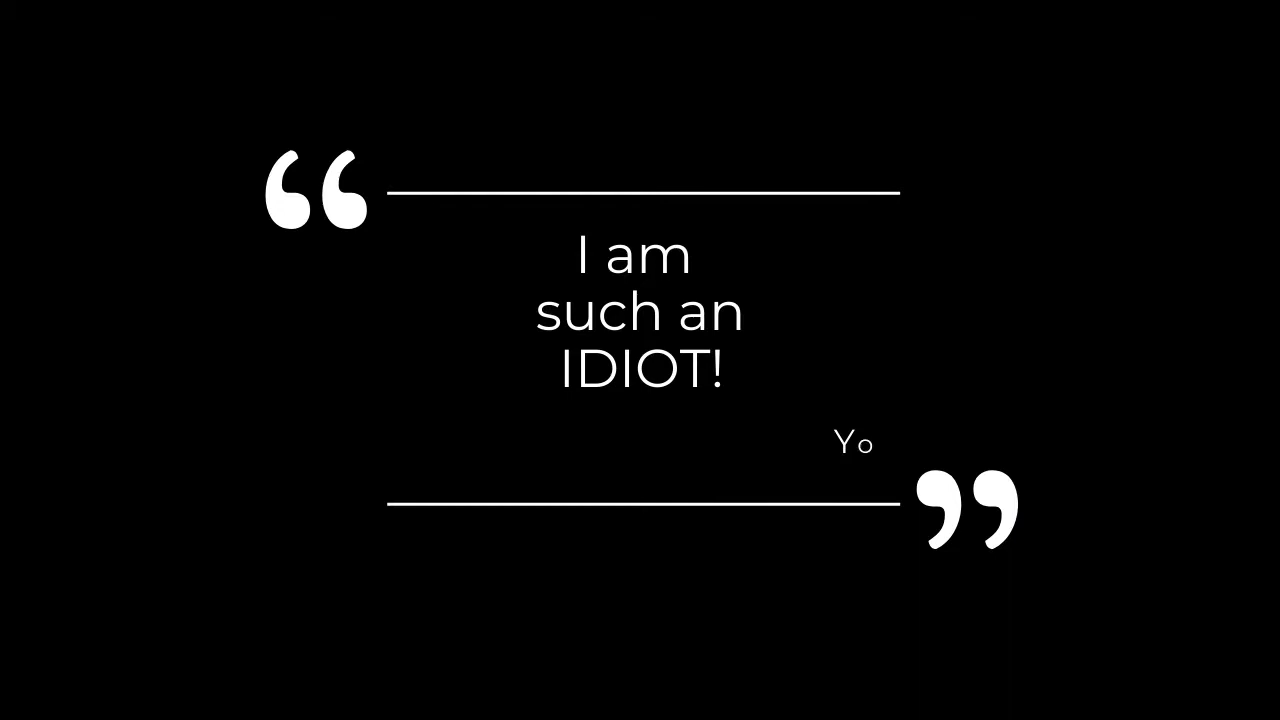 “
I am
such an
IDIOT!
Yo
”